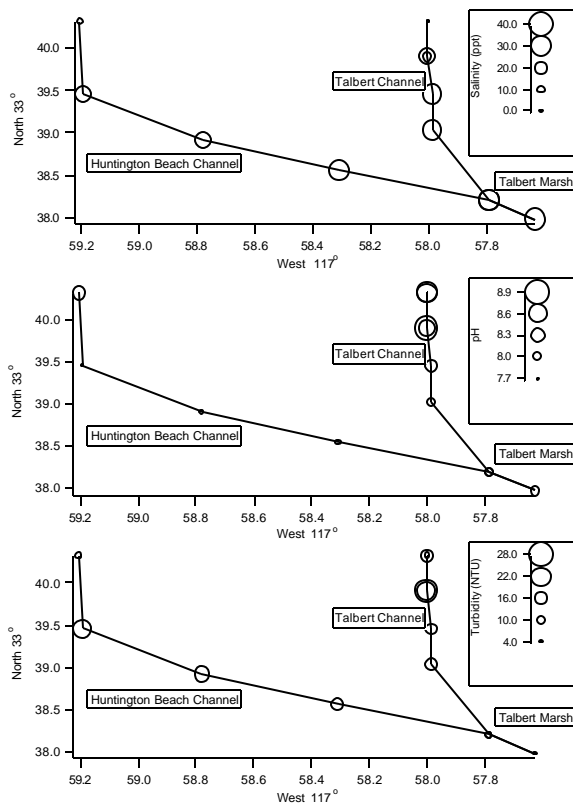 40.0
39.5
39.0
38.5
38.0
North 33°
59.2 59.0 58.8 58.6 58.4 58.2 58.0 57.8
West 117°
Huntington Beach Channel
Talbert Channel
Talbert Marsh
Salinity (ppt)
40.0
30.0
20.0
10.0
0.0
40.0
39.5
39.0
38.5
38.0
North 33°
59.2 59.0 58.8 58.6 58.4 58.2 58.0 57.8
West 117°
Huntington Beach Channel
Talbert Channel
Talbert Marsh
pH
8.9
8.6
8.3
8.0
7.7
40.0
39.5
39.0
38.5
38.0
North 33°
59.2 59.0 58.8 58.6 58.4 58.2 58.0 57.8
West 117°
Huntington Beach Channel
Talbert Channel
Talbert Marsh
Turbidity (NTU)
28.0
22.0
16.0
10.0
4.0